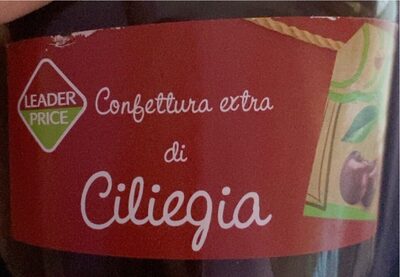 LEADER
PRICE
Confettura extra
di
Ciliegia